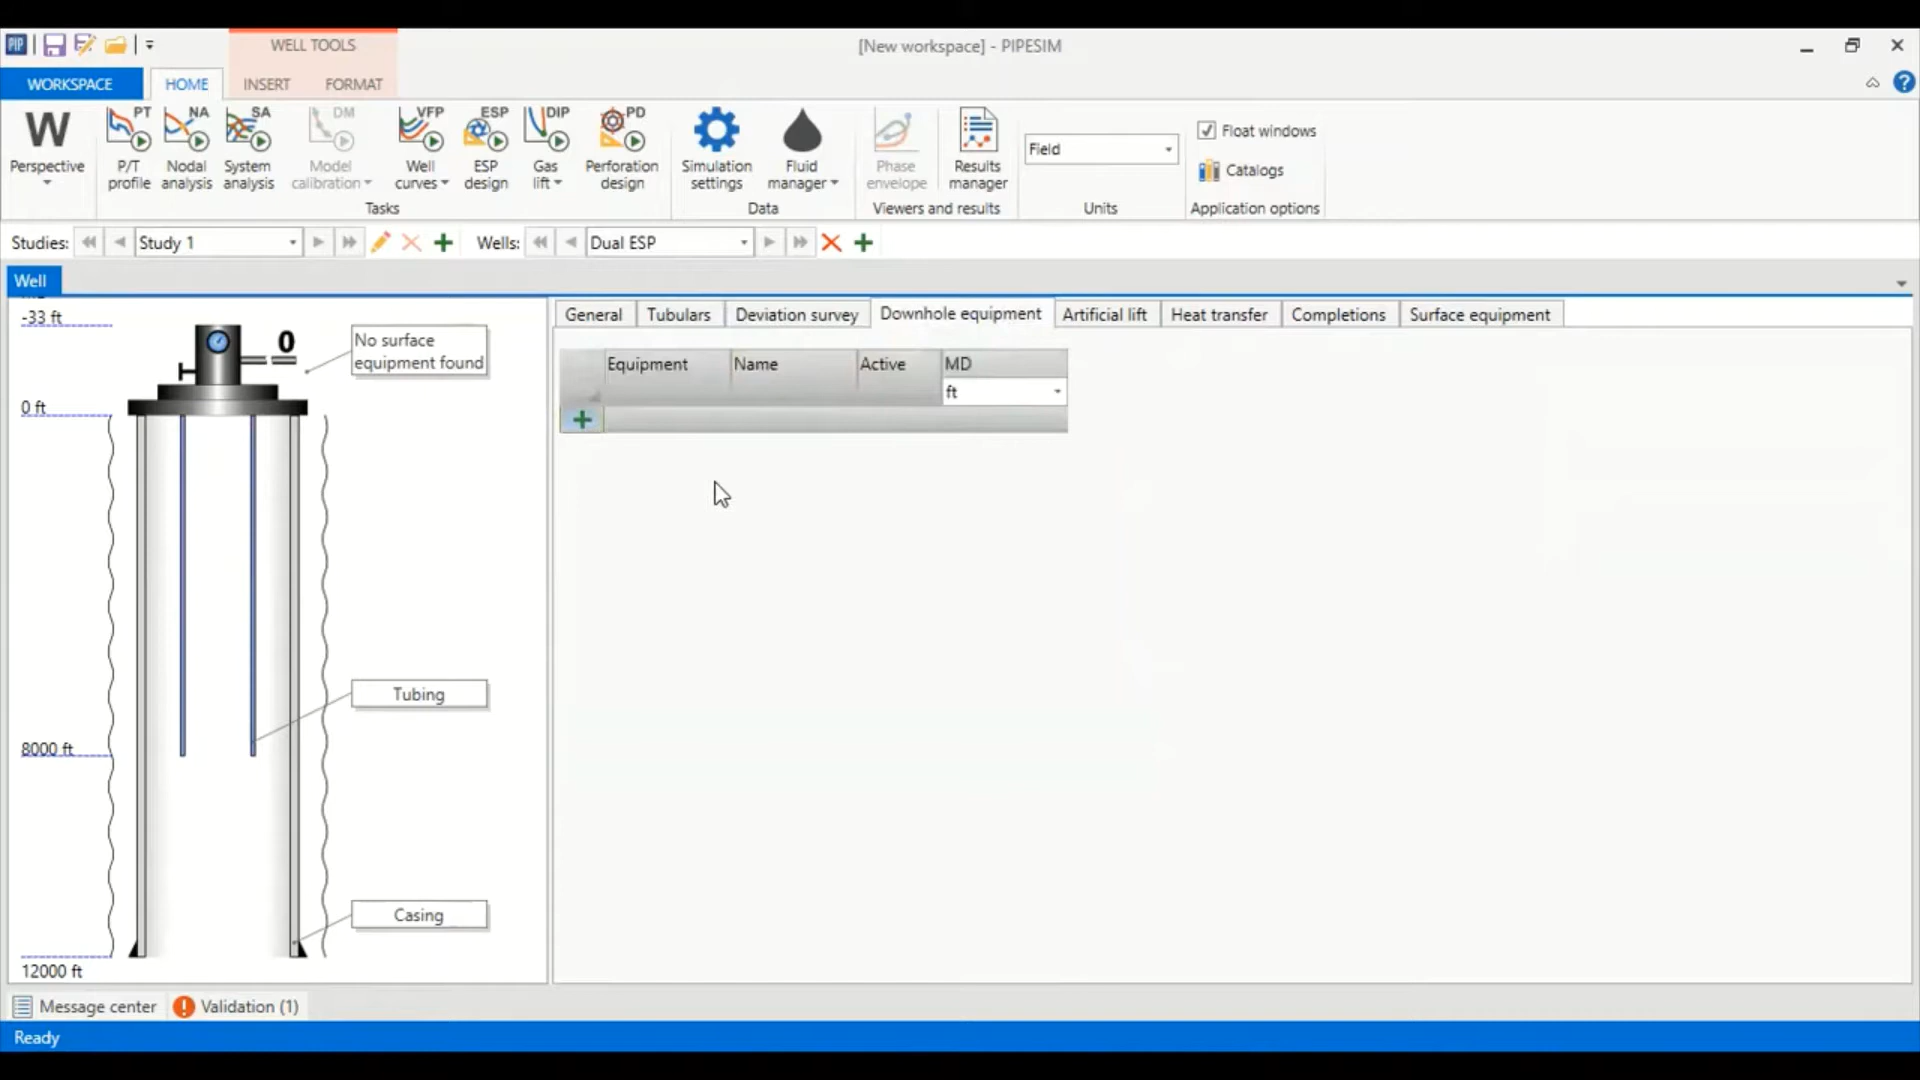 PIP
WELL TOOLS
[New workspace] - PIPESIM
WORKSPACE
HOME
INSERT
FORMAT
?
W
Perspective
PT
P/T
profile
NA
Nodal
analysis
SA
System
analysis
DM
Model
calibration
VFP
Well
curves
ESP
ESP
design
DIP
Gas
lift
PD
Perforation
design
Tasks
Simulation
settings
Fluid
manager
Data
Phase
envelope
Results
manager
Viewers and results
Field
Units
Float windows
Catalogs
Application options
Studies:
Study 1
Wells:
Dual ESP
Well
General
Tubulars
Deviation survey
Downhole equipment
Artificial lift
Heat transfer
Completions
Surface equipment
Equipment
Name
Active
MD
ft
-33 ft
No surface
equipment found
0 ft
Tubing
8000 ft
Casing
12000 ft
Message center
Validation (1)
Ready